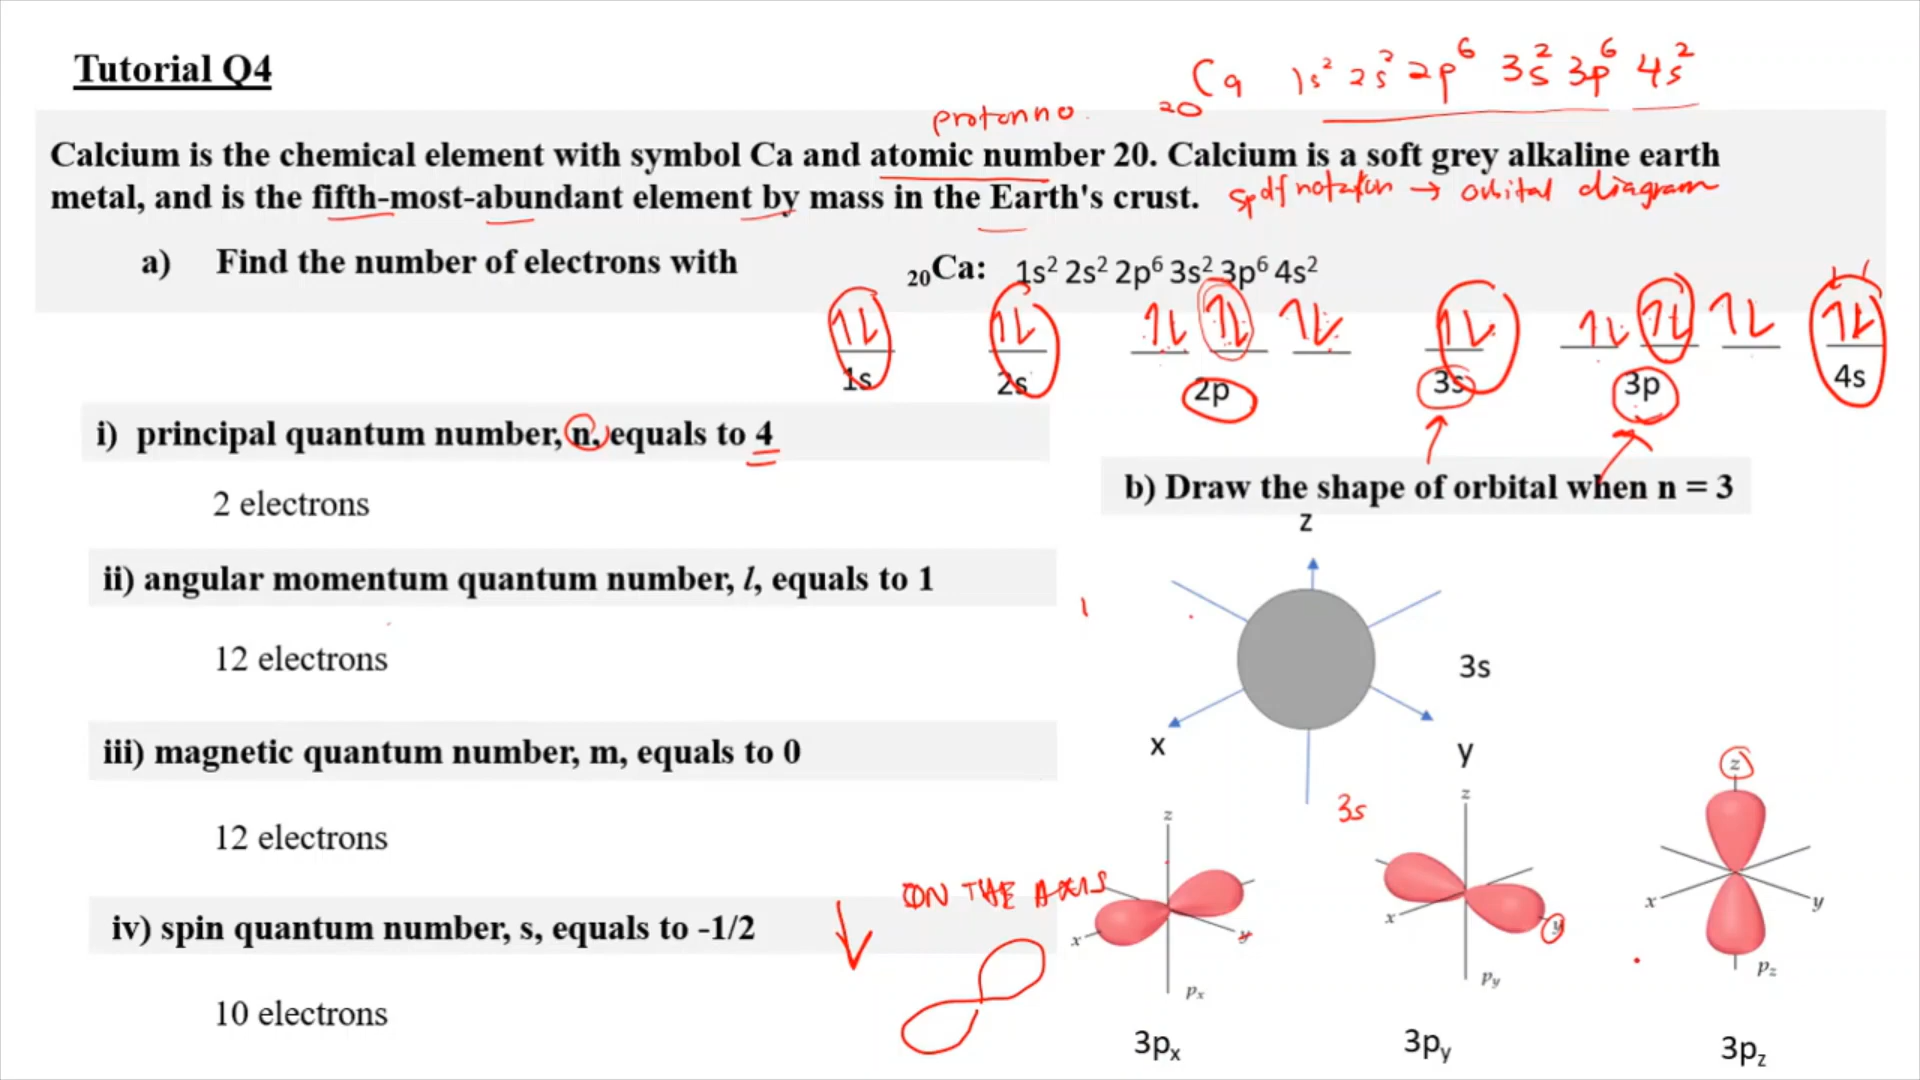 Tutorial Q4
₂₀Ca 1s² 2s² 2p⁶ 3s² 3p⁶ 4s²
proton no.
Calcium is the chemical element with symbol Ca and atomic number 20. Calcium is a soft grey alkaline earth
metal, and is the fifth-most-abundant element by mass in the Earth's crust.
spdf notation → orbital diagram
a) Find the number of electrons with
₂₀Ca: 1s² 2s² 2p⁶ 3s² 3p⁶ 4s²
1s 2s 2p 3s 3p 4s
i) principal quantum number, n, equals to 4
2 electrons
ii) angular momentum quantum number, l, equals to 1
12 electrons
iii) magnetic quantum number, m, equals to 0
12 electrons
iv) spin quantum number, s, equals to -1/2
10 electrons
b) Draw the shape of orbital when n = 3
z
3s
x y
3s
ON THE AXIS
z
x y
pₓ
3pₓ
z
x y
p_y
3p_y
z
x y
p_z
3p_z